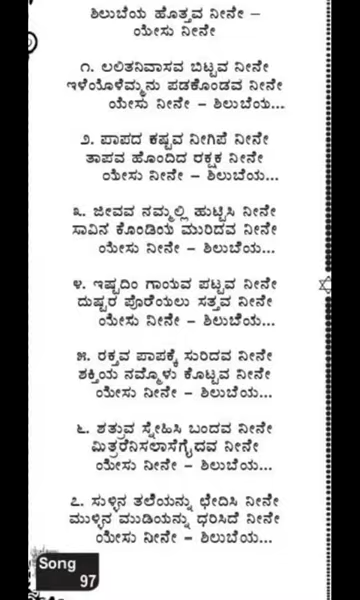 ಶಿಲುಬೆಯ ಹೊತ್ತವ ನೀನೇ –
ಯೇಸು ನೀನೇ
೧. ಲಲಿತನಿವಾಸವ ಬಿಟ್ಟವ ನೀನೇ
ಇಳೆಯೊಳೆಮ್ಮನು ಪಡಕೊಂಡವ ನೀನೇ
ಯೇಸು ನೀನೇ – ಶಿಲುಬೆಯ...
೨. ಪಾಪದ ಕಷ್ಟವ ನೀಗಿಪೆ ನೀನೇ
ತಾಪವ ಹೊಂದಿದ ರಕ್ಷಕ ನೀನೇ
ಯೇಸು ನೀನೇ – ಶಿಲುಬೆಯ...
೩. ಜೀವವ ನಮ್ಮಲ್ಲಿ ಹುಟ್ಟಿಸಿ ನೀನೇ
ಸಾವಿನ ಕೊಂಡಿಯ ಮುರಿದವ ನೀನೇ
ಯೇಸು ನೀನೇ – ಶಿಲುಬೆಯ...
೪. ಇಷ್ಟದಿಂ ಗಾಯವ ಪಟ್ಟವ ನೀನೇ
ದುಷ್ಟರ ಪೊರೆಯಲು ಸತ್ತವ ನೀನೇ
ಯೇಸು ನೀನೇ – ಶಿಲುಬೆಯ...
೫. ರಕ್ತವ ಪಾಪಕ್ಕೆ ಸುರಿದವ ನೀನೇ
ಶಕ್ತಿಯ ನಮ್ಮೊಳು ಕೊಟ್ಟವ ನೀನೇ
ಯೇಸು ನೀನೇ – ಶಿಲುಬೆಯ...
೬. ಶತ್ರುವ ಸ್ನೇಹಿಸಿ ಬಂದವ ನೀನೇ
ಮಿತ್ರರೆನಿಸಲಾಸೆಗೈದವ ನೀನೇ
ಯೇಸು ನೀನೇ – ಶಿಲುಬೆಯ...
೭. ಸುಳ್ಳಿನ ತಲೆಯನ್ನು ಛೇದಿಸಿ ನೀನೇ
ಮುಳ್ಳಿನ ಮುಡಿಯನ್ನು ಧರಿಸಿದೆ ನೀನೇ
ಯೇಸು ನೀನೇ – ಶಿಲುಬೆಯ...
Song
97